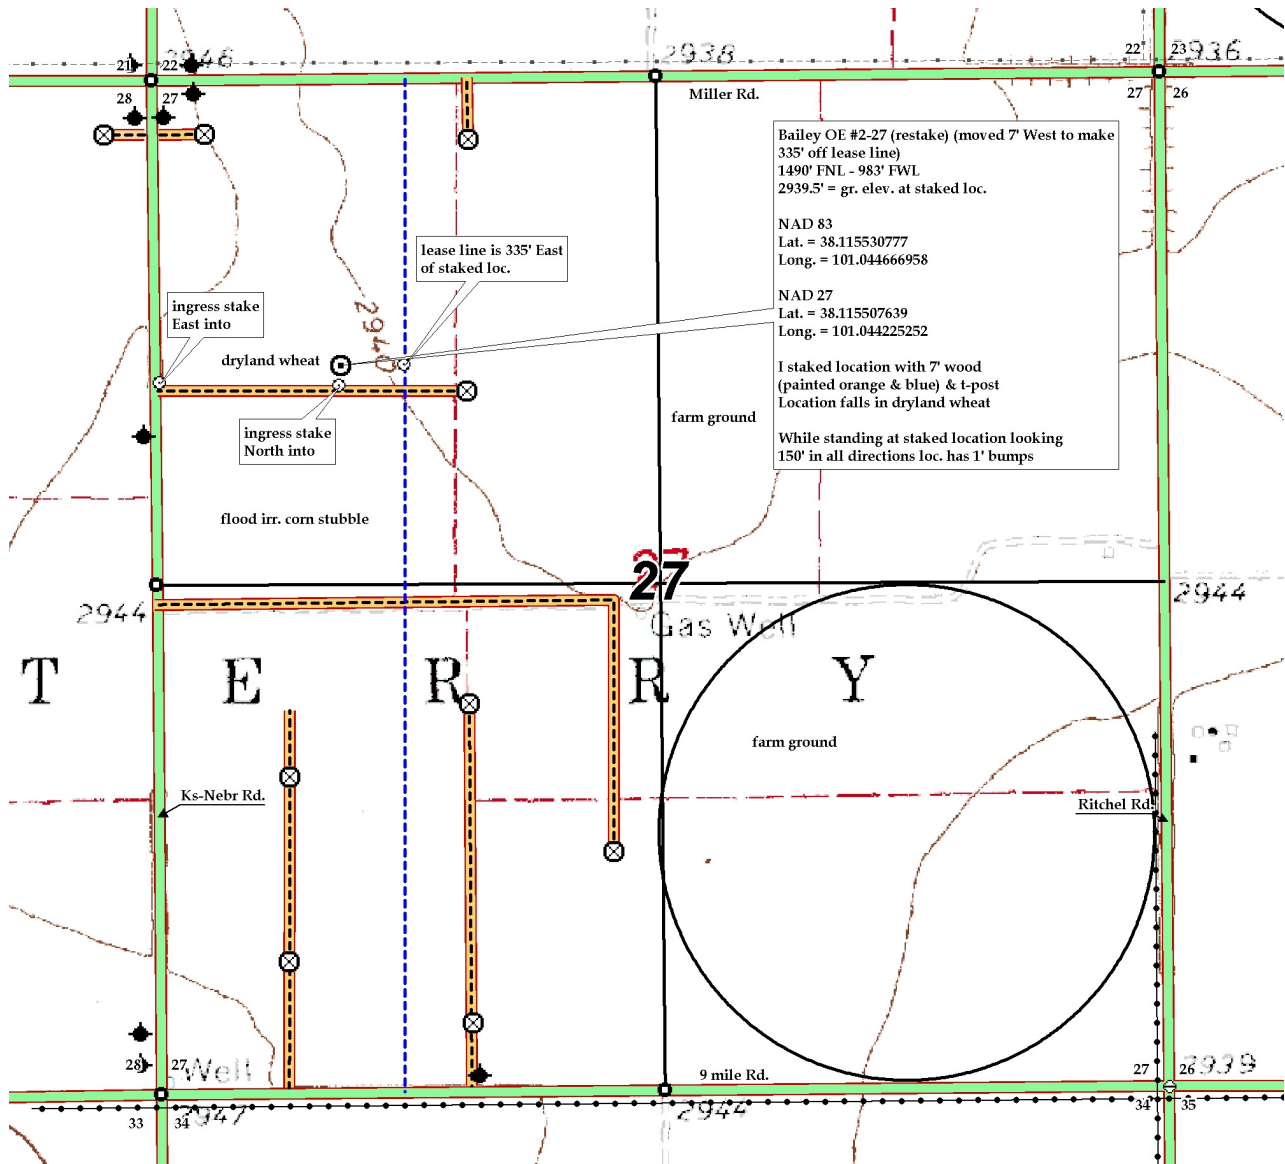 2946
2938
2936
21
22
22
23
28
27
27
26
Miller Rd.
Bailey OE #2-27 (restake) (moved 7' West to make
335' off lease line)
1490' FNL - 983' FWL
2939.5' = gr. elev. at staked loc.
NAD 83
Lat. = 38.115530777
Long. = 101.044666958
NAD 27
Lat. = 38.115507639
Long. = 101.044225252
I staked location with 7' wood
(painted orange & blue) & t-post
Location falls in dryland wheat
While standing at staked location looking
150' in all directions loc. has 1' bumps
lease line is 335' East
of staked loc.
ingress stake
East into
2940
dryland wheat
ingress stake
North into
farm ground
flood irr. corn stubble
27
27
2944
2944
Gas Well
T E R R Y
farm ground
Ks-Nebr Rd.
Ritchel Rd.
28
27
Well
9 mile Rd.
27
26
2939
33
34
2947
2944
34
35